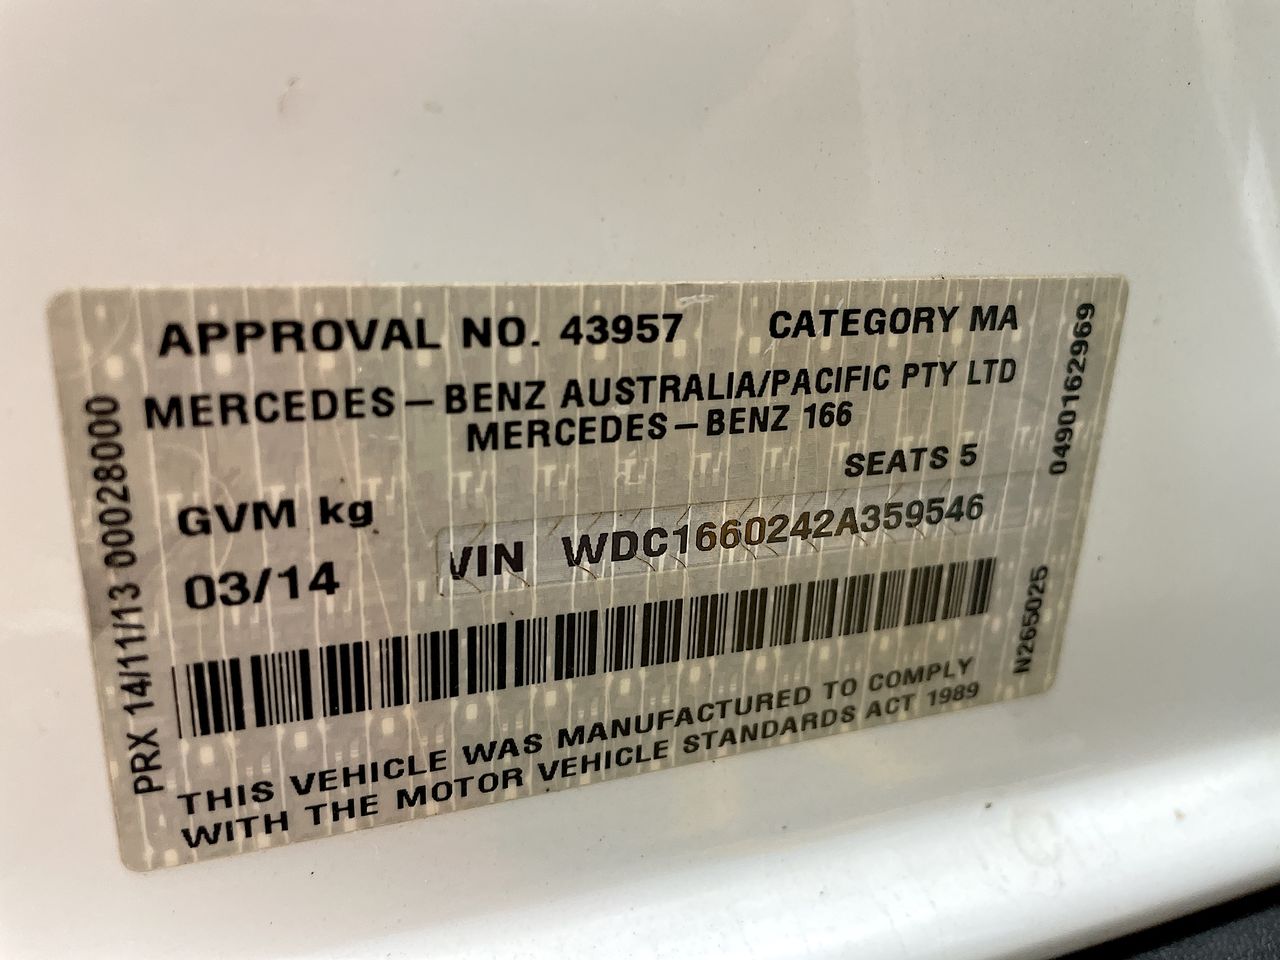 APPROVAL NO. 43957 CATEGORY MA
MERCEDES-BENZ AUSTRALIA/PACIFIC PTY LTD
MERCEDES-BENZ 166
SEATS 5
GVM kg
VIN WDC1660242A359546
03/14
THIS VEHICLE WAS MANUFACTURED TO COMPLY
WITH THE MOTOR VEHICLE STANDARDS ACT 1989
PRX 14/11/13 00028000
0490162969
N265025